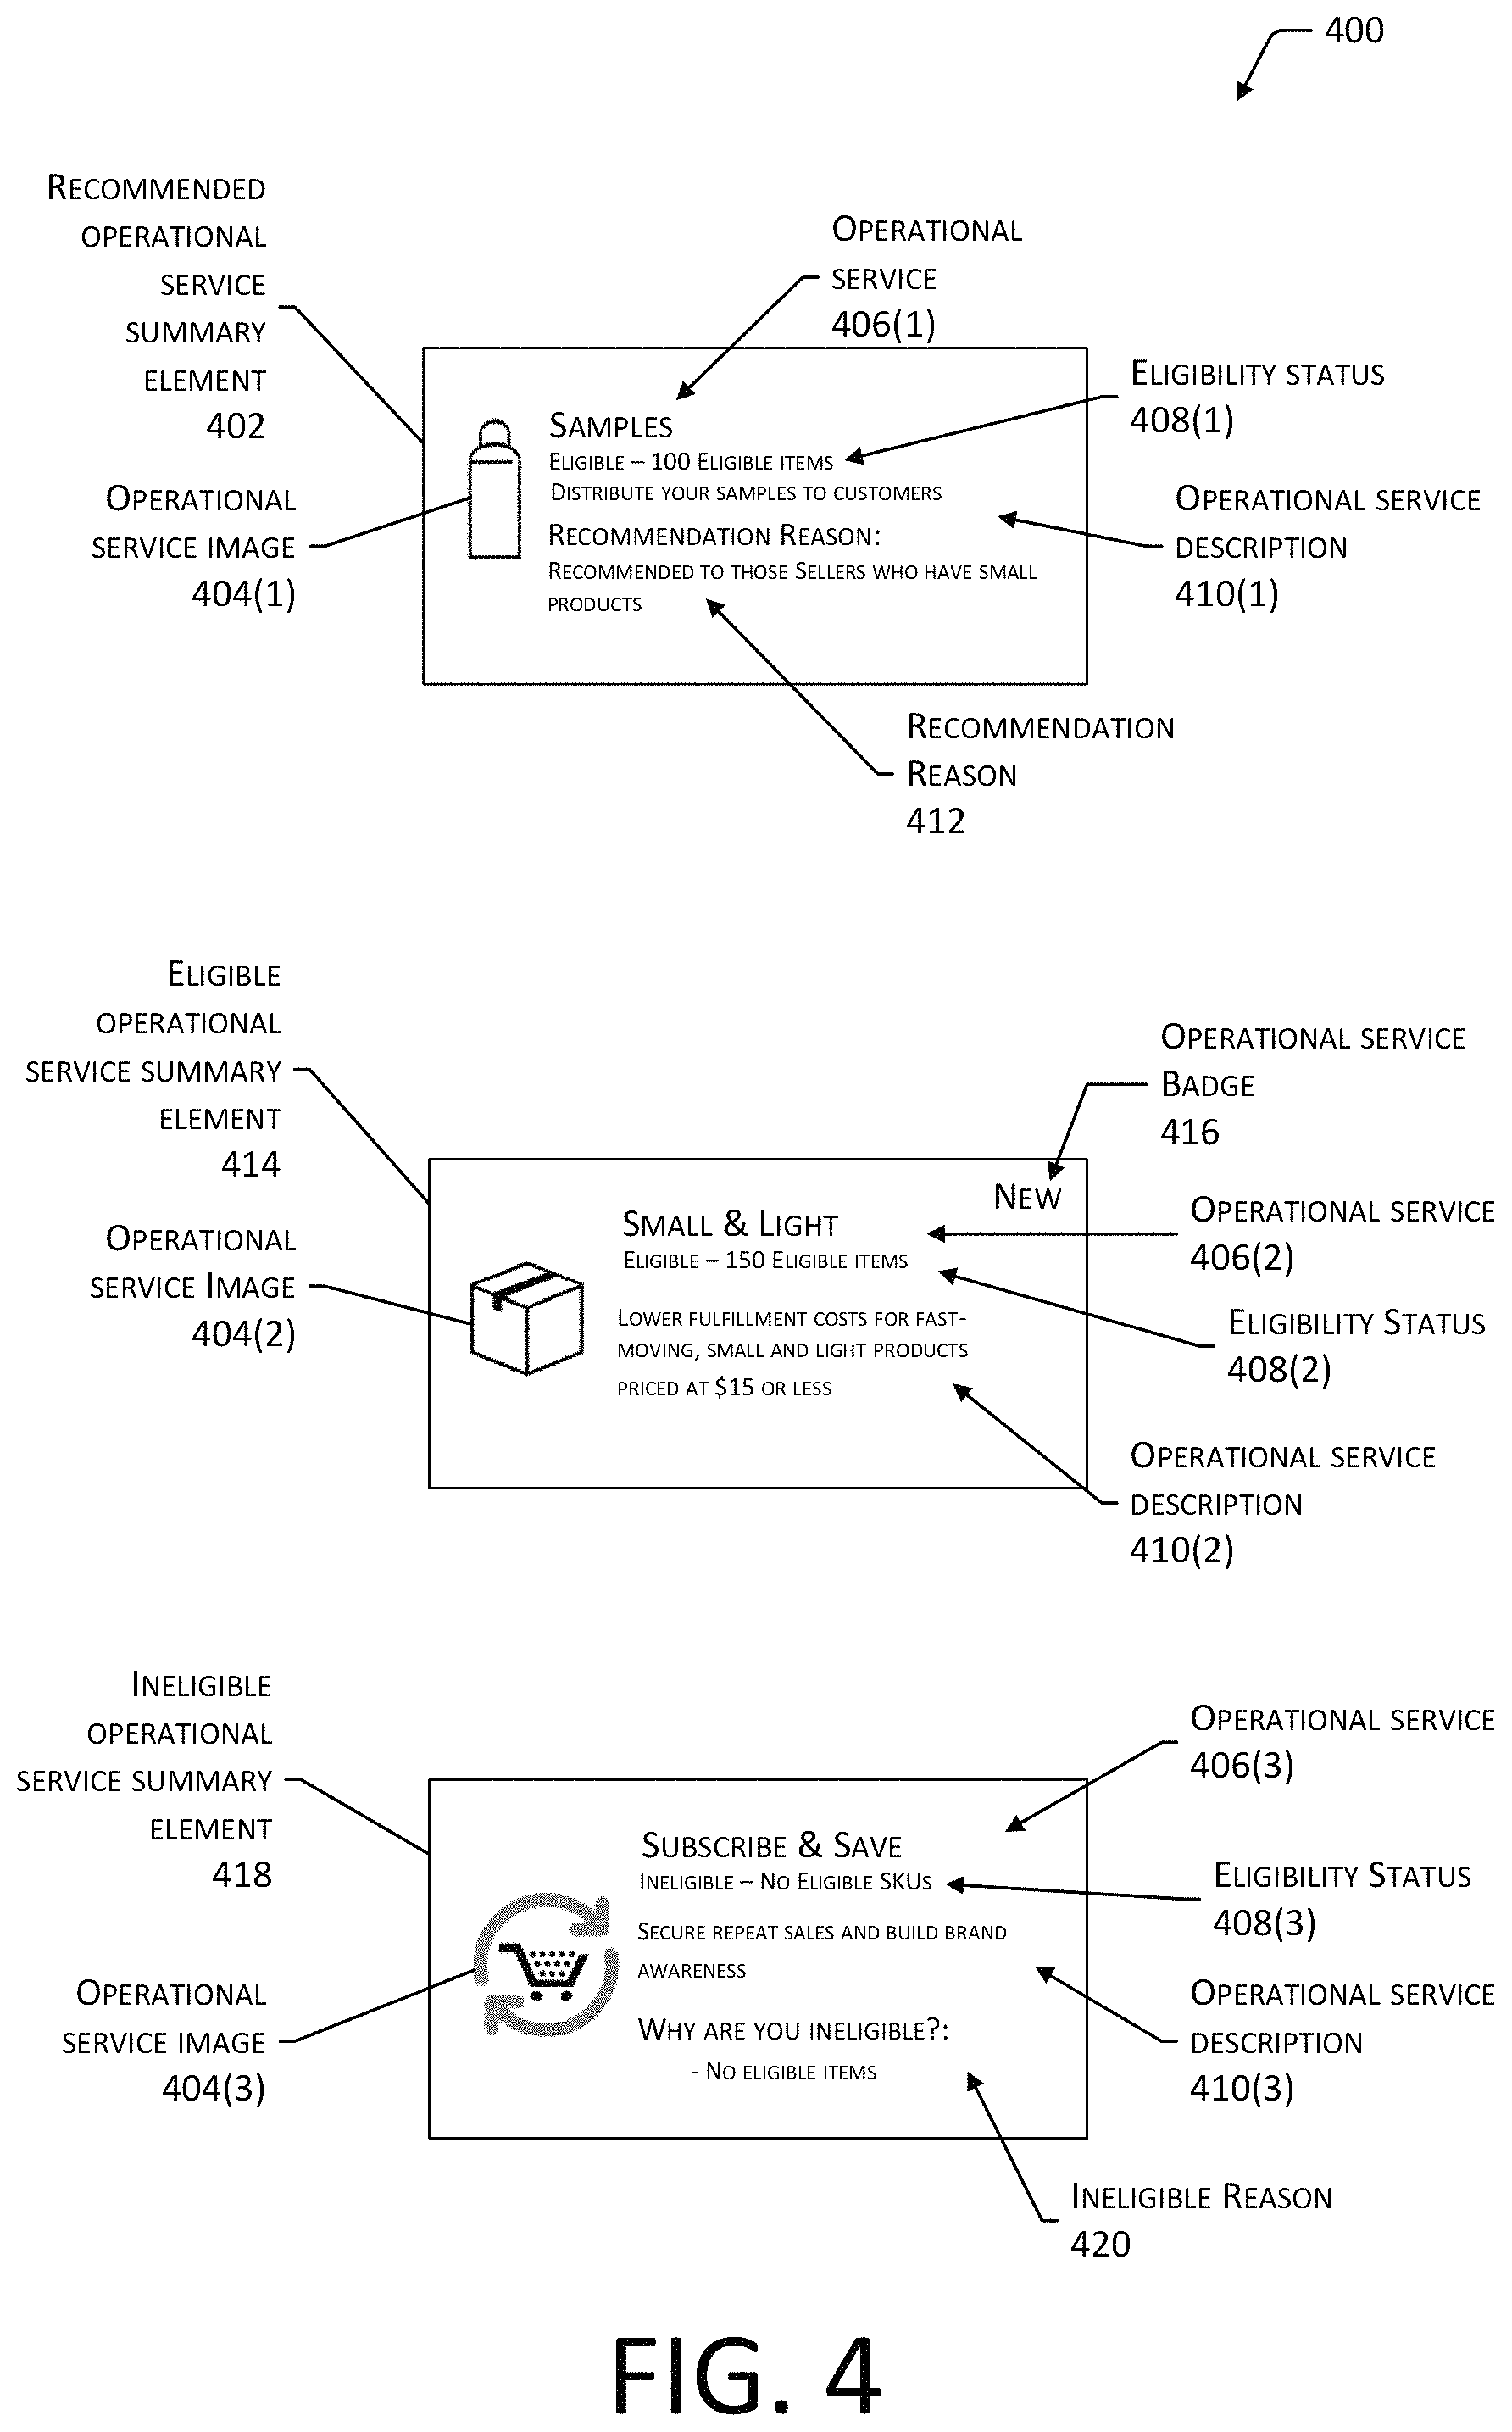 400
Recommended
operational
service
summary
element
402
Operational
service
406(1)
Eligibility status
408(1)
Operational
service image
404(1)
Samples
Eligible – 100 Eligible items
Distribute your samples to customers
Recommendation Reason:
Recommended to those Sellers who have small
products
Operational service
description
410(1)
Recommendation
Reason
412
Eligible
operational
service summary
element
414
Operational service
Badge
416
Operational
service Image
404(2)
New
Small & Light
Eligible – 150 Eligible items
Lower fulfillment costs for fast-
moving, small and light products
priced at $15 or less
Operational service
406(2)
Eligibility Status
408(2)
Operational service
description
410(2)
Ineligible
operational
service summary
element
418
Operational service
406(3)
Subscribe & Save
Ineligible – No Eligible SKUs
Secure repeat sales and build brand
awareness
Why are you ineligible?:
- No eligible items
Eligibility Status
408(3)
Operational
service image
404(3)
Operational service
description
410(3)
Ineligible Reason
420
FIG. 4